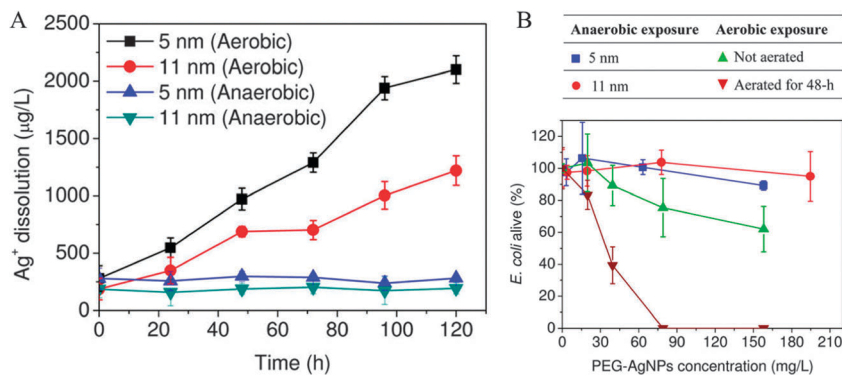 A
Ag+ dissolution (μg/L)
2500
2000
1500
1000
500
0
5 nm (Aerobic)
11 nm (Aerobic)
5 nm (Anaerobic)
11 nm (Anaerobic)
0 20 40 60 80 100 120
Time (h)
B
Anaerobic exposure Aerobic exposure
5 nm Not aerated
11 nm Aerated for 48-h
E. coli alive (%)
120
100
80
60
40
20
0
0 30 60 90 120 150 180 210
PEG-AgNPs concentration (mg/L)